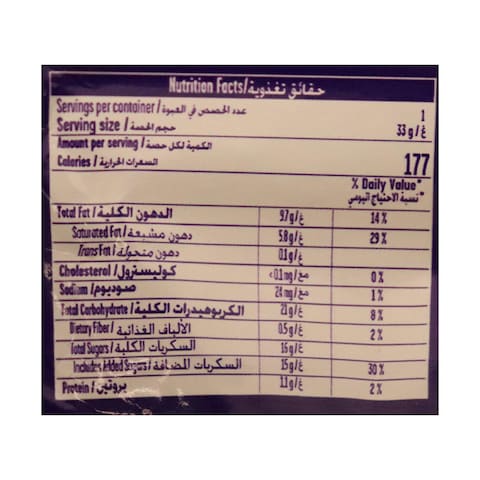 Nutrition Facts/حقائق تغذوية
Servings per container / عدد الحصص في العبوة 1
Serving size / حجم الحصة 33 g/غ
Amount per serving / الكمية لكل حصة
Calories / السعرات الحرارية 177
% Daily Value*
نسبة الاحتياج اليومي*
Total Fat / الدهون الكلية 9.7g/غ 14%
Saturated Fat/ دهون مشبعة 5.8g/غ 29%
Trans Fat / دهون متحولة 0.1g/غ
Cholesterol / كوليسترول <0.1mg/مغ 0%
Sodium / صوديوم 24mg/مغ 1%
Total Carbohydrate / الكربوهيدرات الكلية 21g/غ 8%
Dietary Fiber / الألياف الغذائية 0.5g/غ 2%
Total Sugars / السكريات الكلية 16g/غ
Includes Added Sugars / السكريات المضافة 15g/غ 30%
Protein / بروتين 1.1g/غ 2%